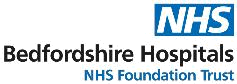 NHS
Bedfordshire Hospitals
NHS Foundation Trust